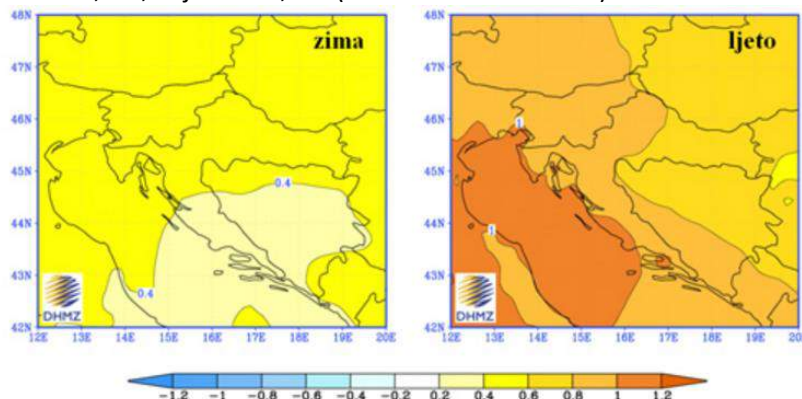 zima
ljeto
48N
47N
46N
45N
44N
43N
42N
12E 13E 14E 15E 16E 17E 18E 19E 20E
0.4
0.4
DHMZ
48N
47N
46N
45N
44N
43N
42N
12E 13E 14E 15E 16E 17E 18E 19E 20
1
1
DHMZ
-1.2 -1 -0.8 -0.6 -0.4 -0.2 0.2 0.4 0.6 0.8 1 1.2